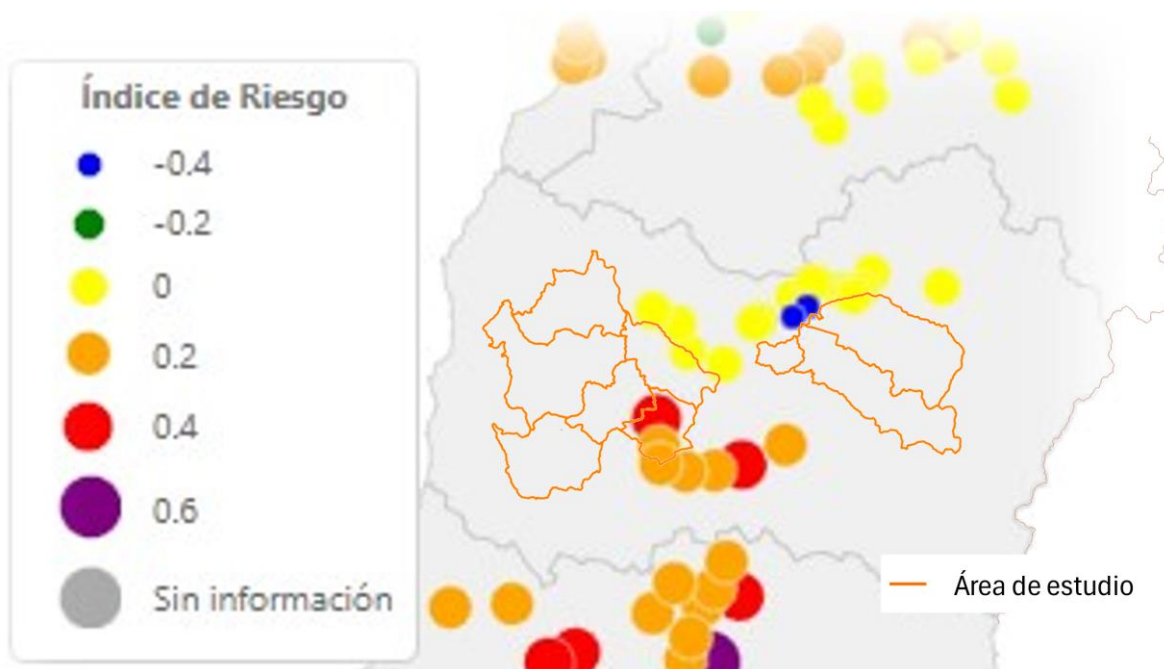 Índice de Riesgo
-0.4
-0.2
0
0.2
0.4
0.6
Sin información
Área de estudio